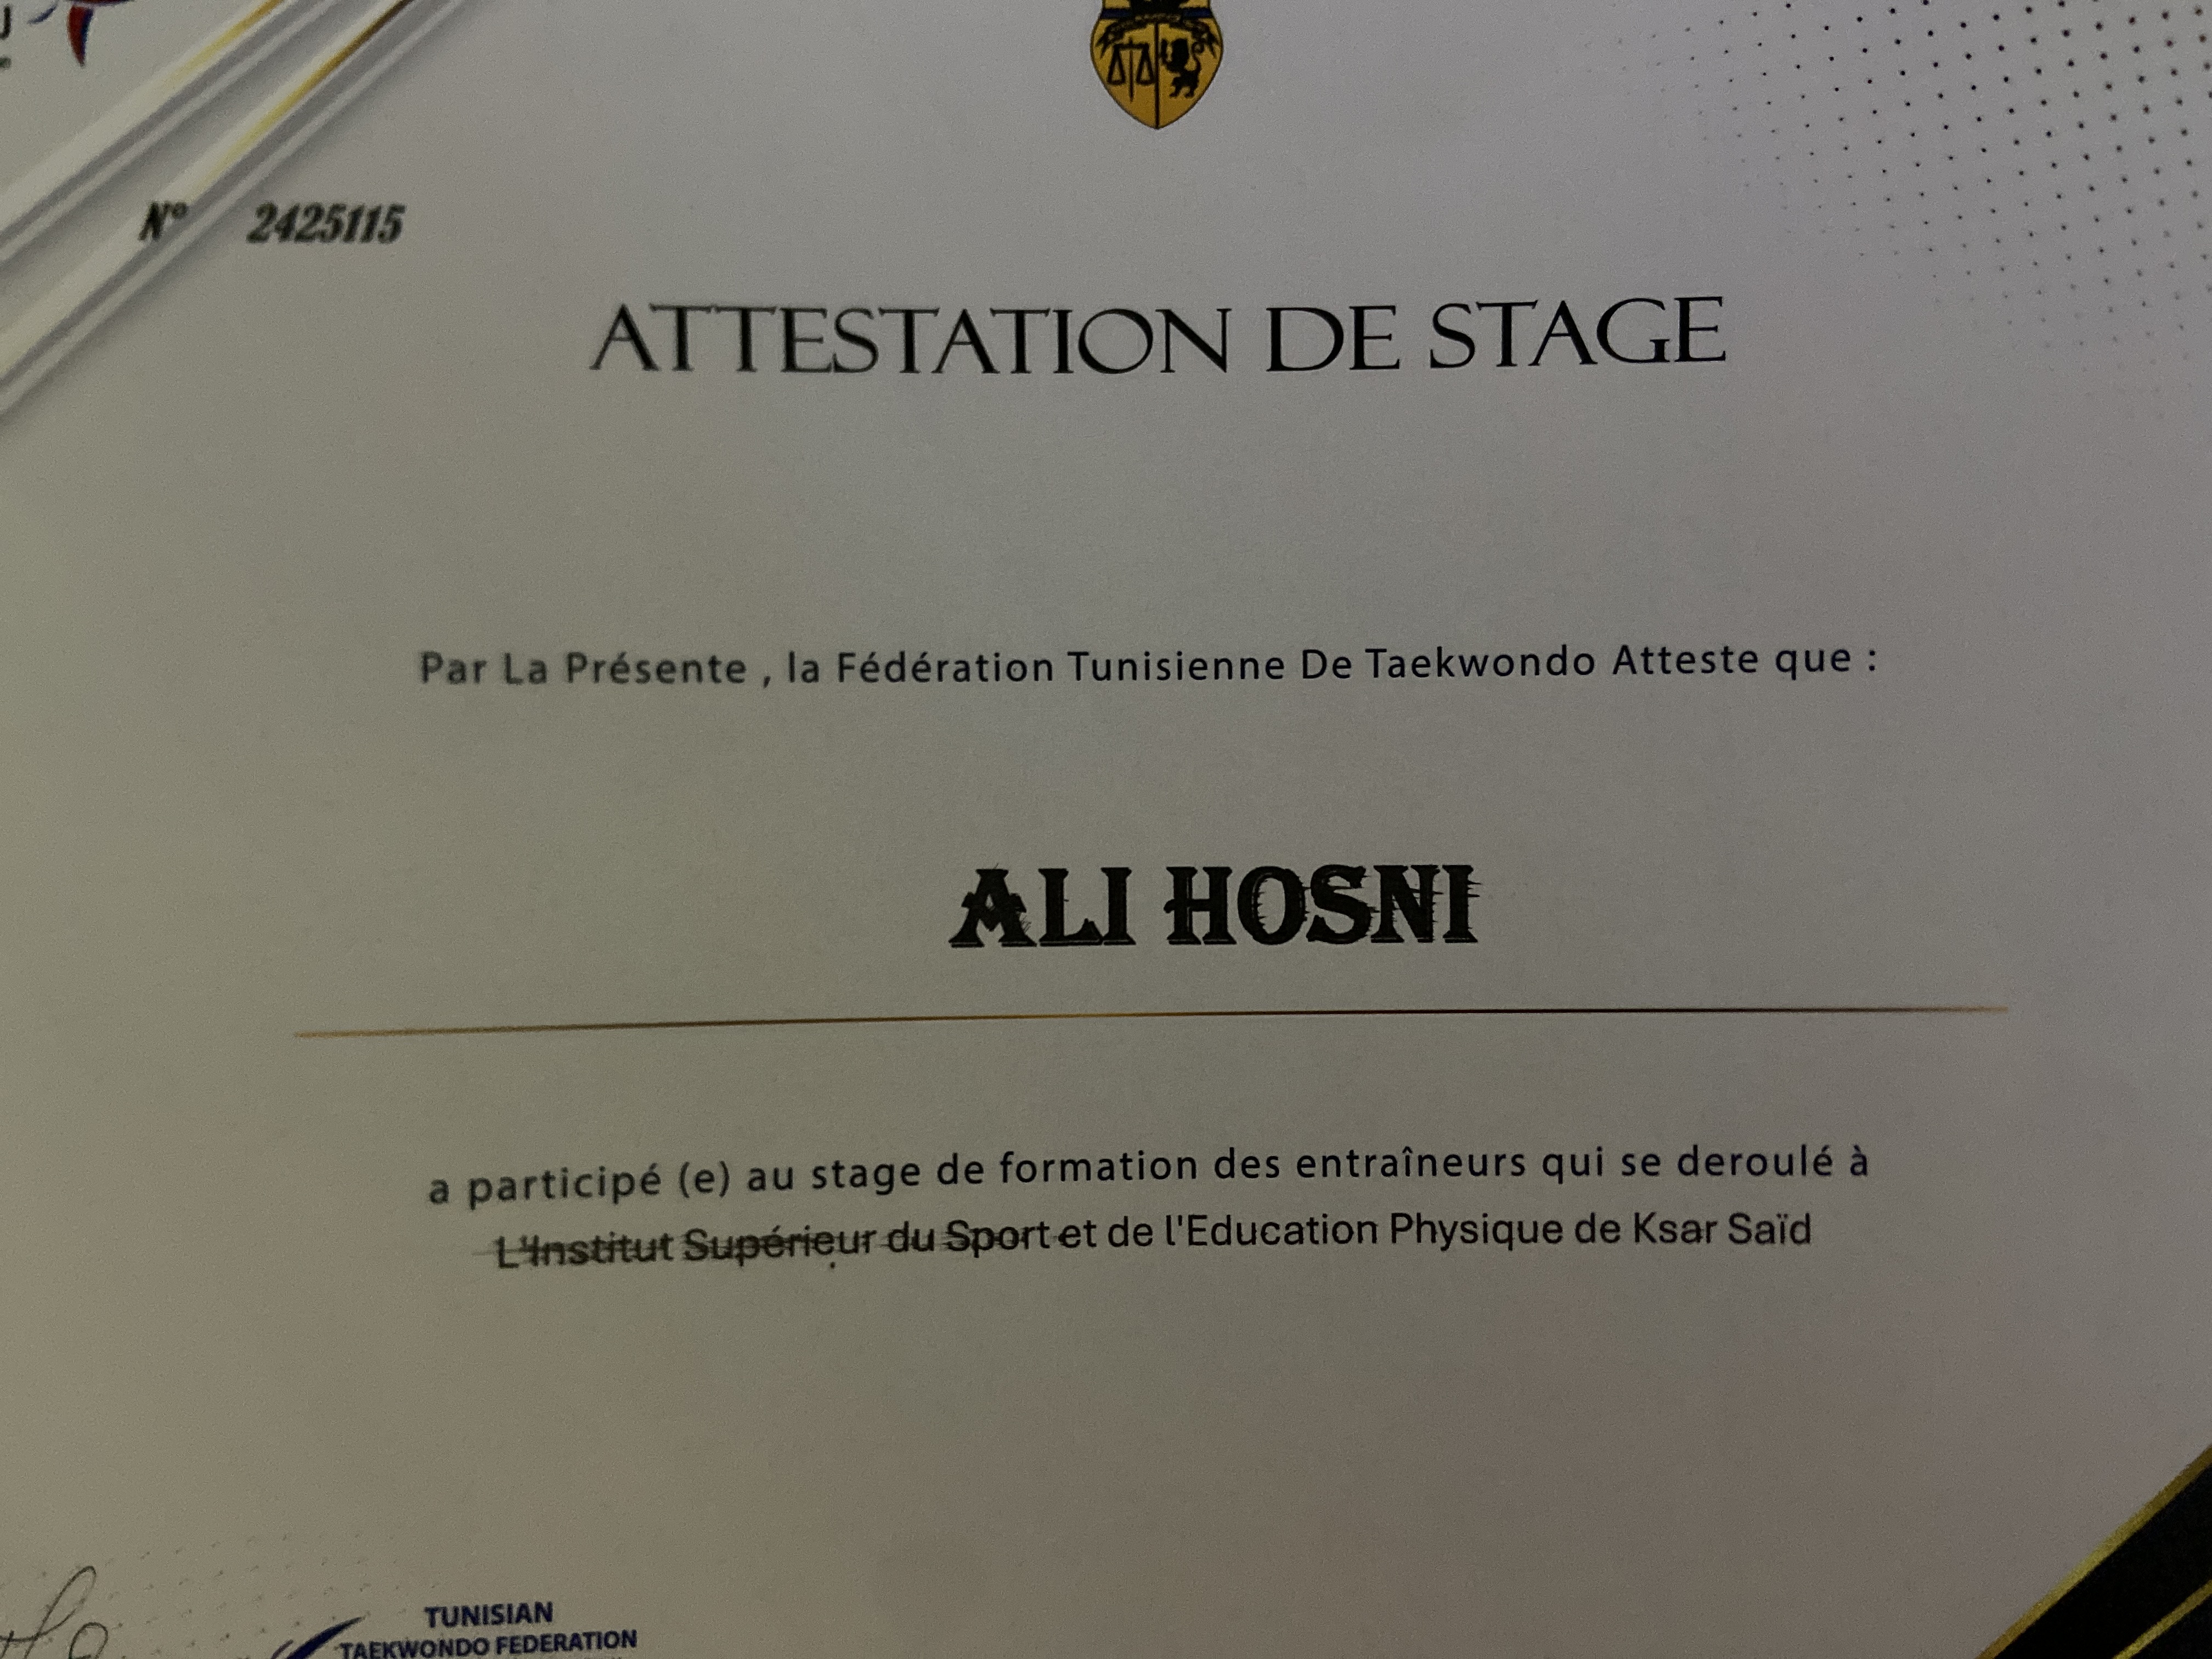 N° 2425115
ATTESTATION DE STAGE
Par La Présente , la Fédération Tunisienne De Taekwondo Atteste que :
ALI HOSNI
a participé (e) au stage de formation des entraîneurs qui se deroulé à
L'Institut Supérieur du Sport et de l'Education Physique de Ksar Saïd
TUNISIAN
TAEKWONDO FEDERATION